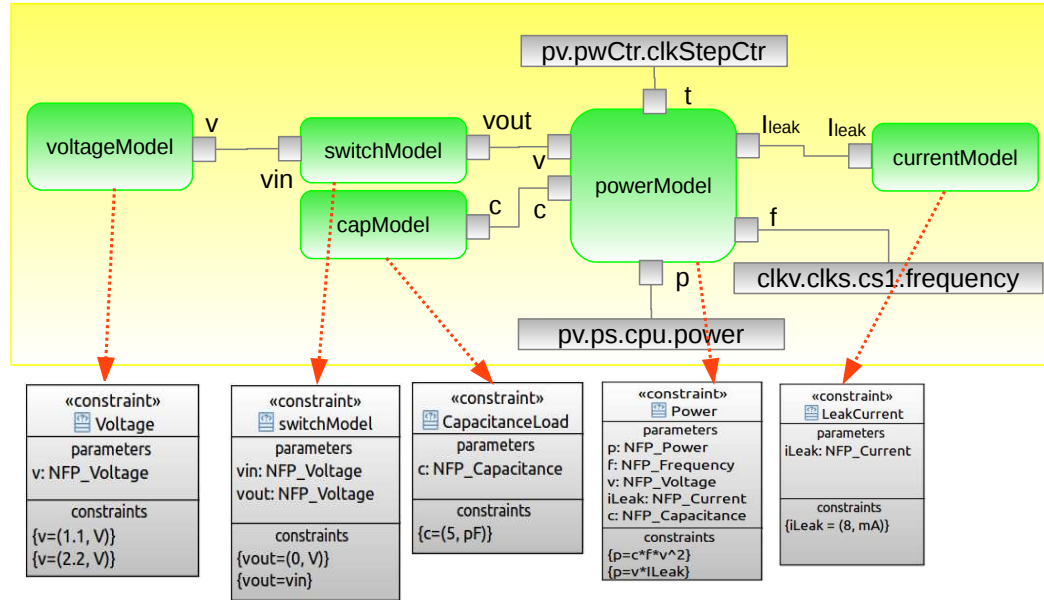 pv.pwCtr.clkStepCtr
t
v
vout
Ileak
Ileak
voltageModel
switchModel
currentModel
vin
v
powerModel
c
c
capModel
f
p
clkv.clks.cs1.frequency
pv.ps.cpu.power
«constraint»
Voltage
parameters
v: NFP_Voltage
constraints
{v=(1.1, V)}
{v=(2.2, V)}
«constraint»
switchModel
parameters
vin: NFP_Voltage
vout: NFP_Voltage
constraints
{vout=(0, V)}
{vout=vin}
«constraint»
CapacitanceLoad
parameters
c: NFP_Capacitance
constraints
{c=(5, pF)}
«constraint»
Power
parameters
p: NFP_Power
f: NFP_Frequency
v: NFP_Voltage
iLeak: NFP_Current
c: NFP_Capacitance
constraints
{p=c*f*v^2}
{p=v*ILeak}
«constraint»
LeakCurrent
parameters
iLeak: NFP_Current
constraints
{iLeak = (8, mA)}